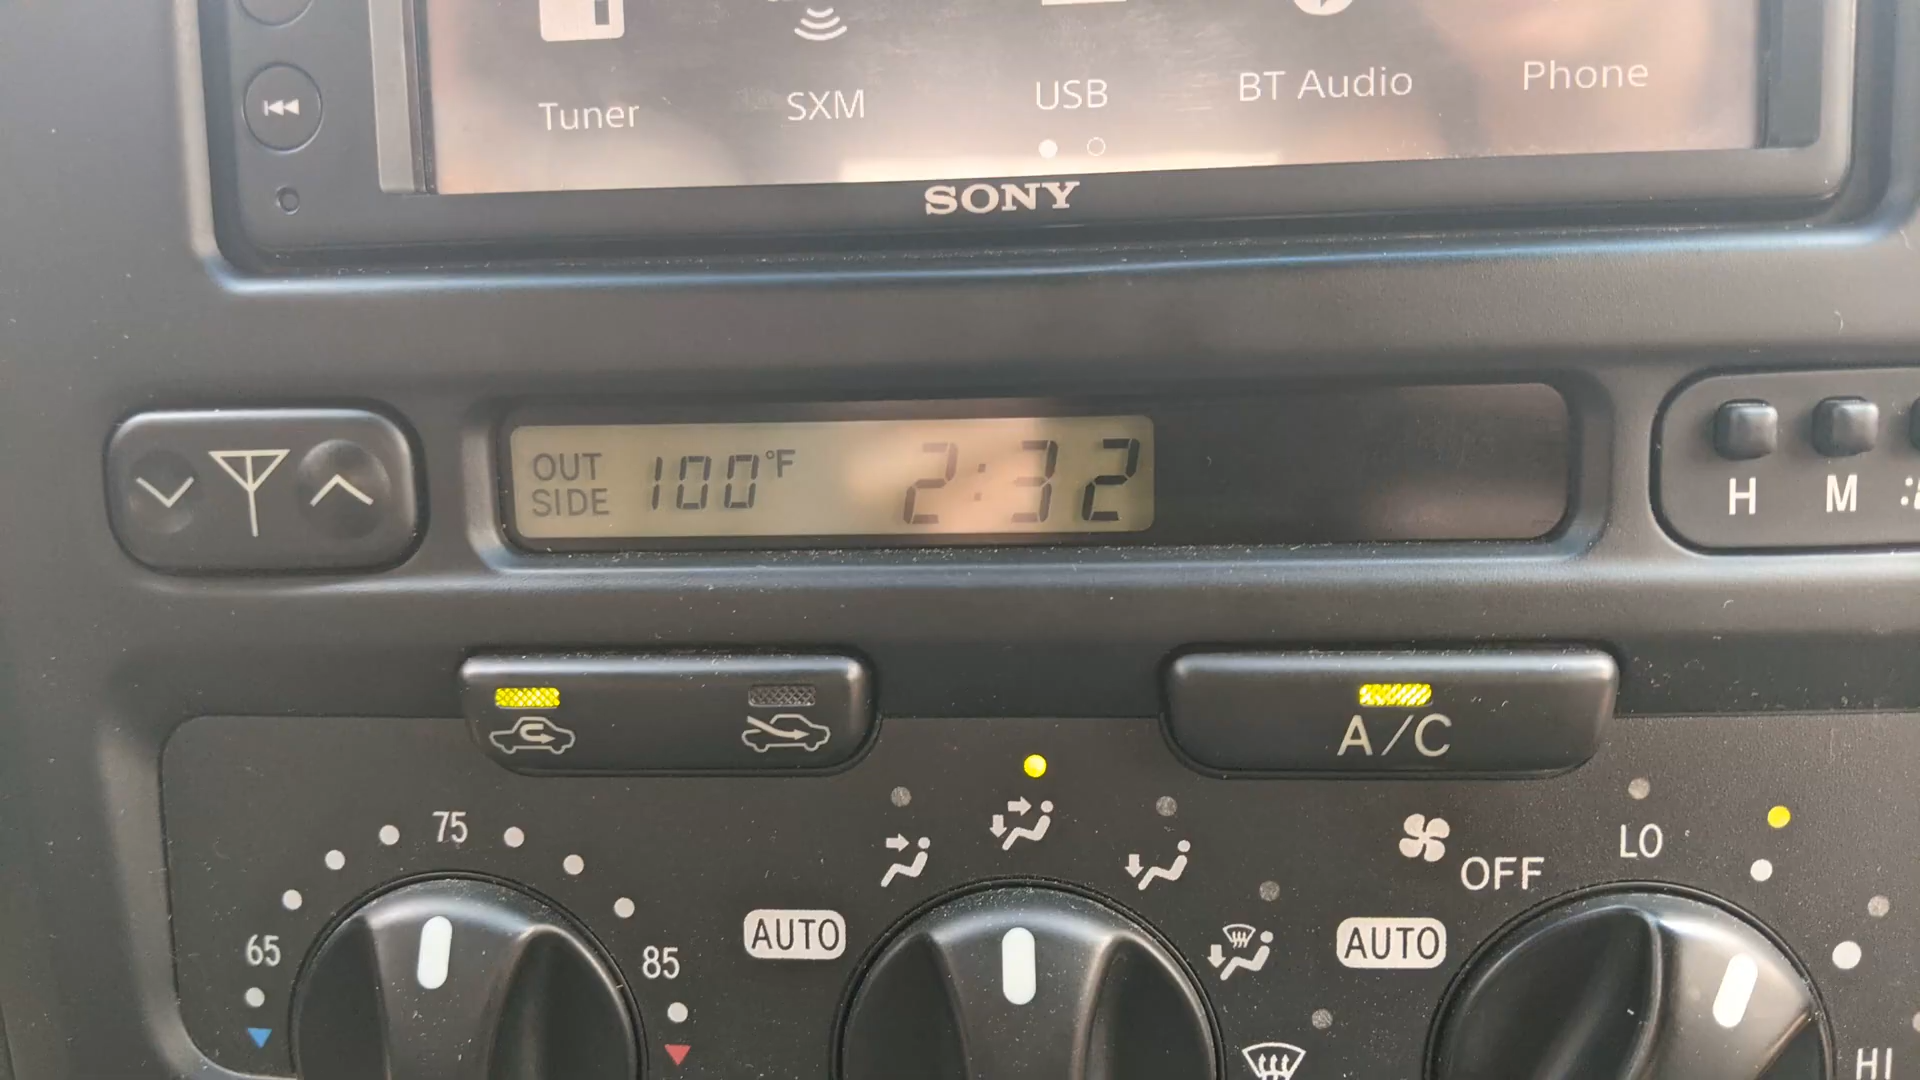 Tuner SXM USB BT Audio Phone
SONY
OUT SIDE 100°F 2:32
H M
A/C
75
LO
OFF
65 85 AUTO AUTO
HI